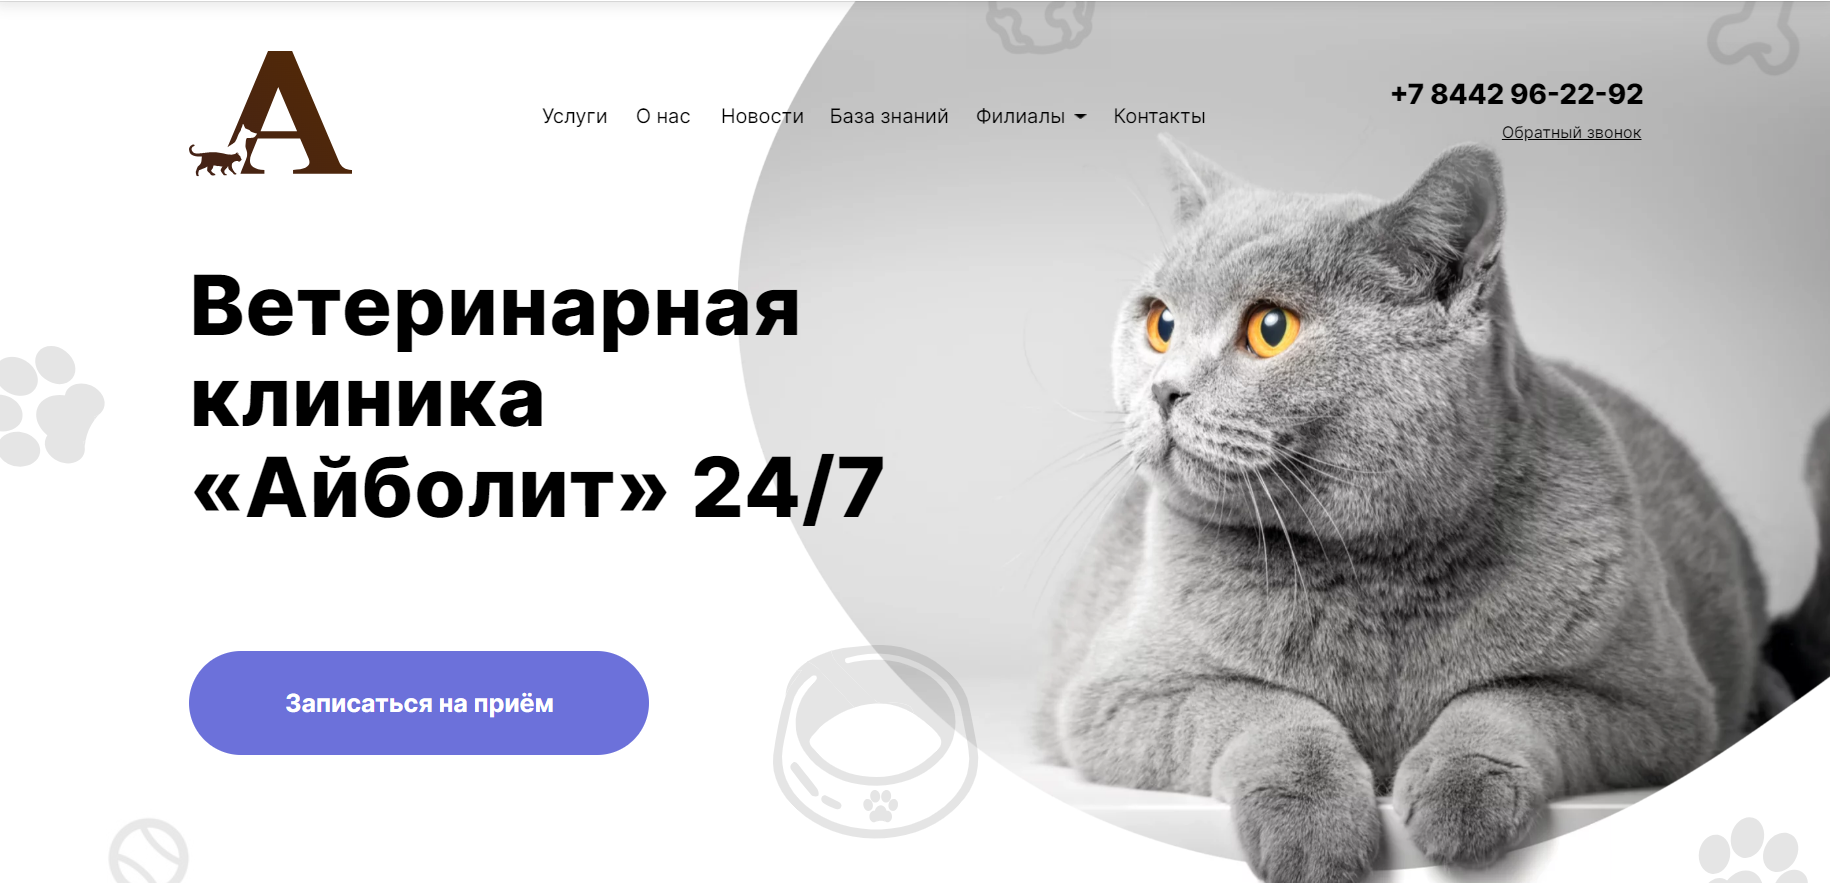 А
Услуги О нас Новости База знаний Филиалы Контакты
+7 8442 96-22-92
Обратный звонок
Ветеринарная
клиника
«Айболит» 24/7
Записаться на приём